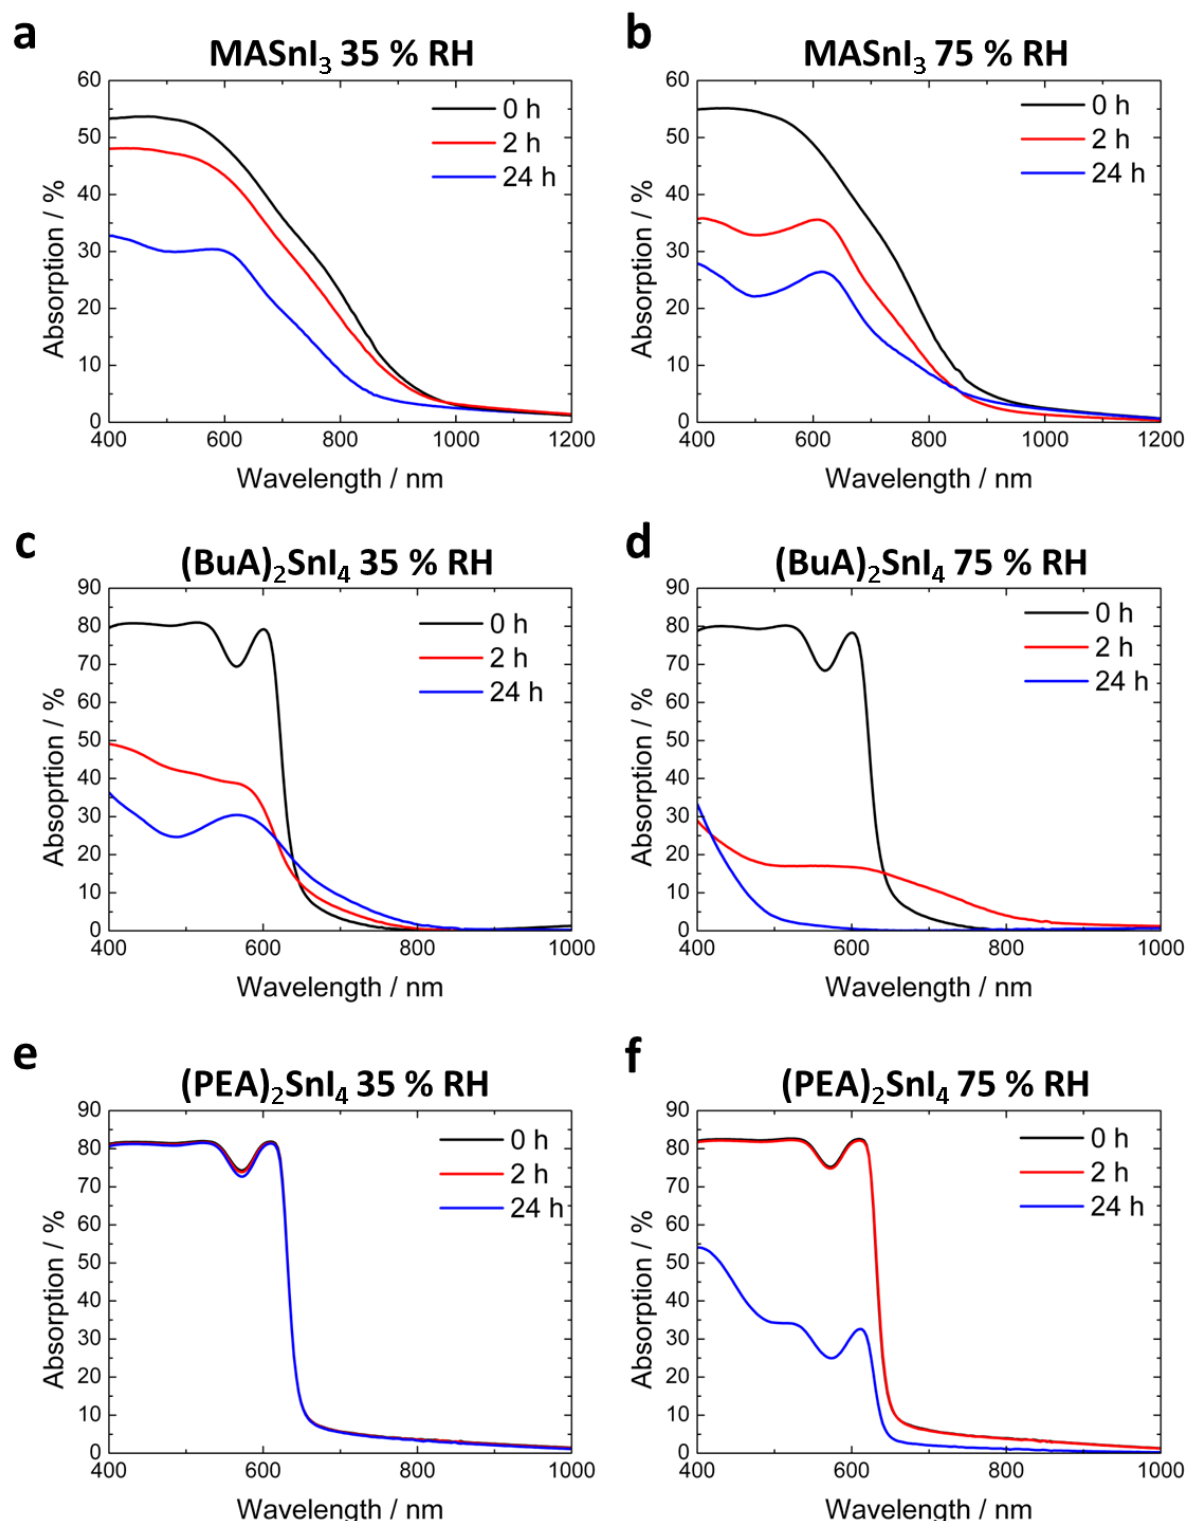 a
MASnI₃ 35 % RH
60
50
40
30
20
10
0
Absorption / %
0 h
2 h
24 h
400
600
800
1000
1200
Wavelength / nm
b
MASnI₃ 75 % RH
60
50
40
30
20
10
0
Absorption / %
0 h
2 h
24 h
400
600
800
1000
1200
Wavelength / nm
c
(BuA)₂SnI₄ 35 % RH
90
80
70
60
50
40
30
20
10
0
Absoprtion / %
0 h
2 h
24 h
400
600
800
1000
Wavelength / nm
d
(BuA)₂SnI₄ 75 % RH
90
80
70
60
50
40
30
20
10
0
Absorption / %
0 h
2 h
24 h
400
600
800
1000
Wavelength / nm
e
(PEA)₂SnI₄ 35 % RH
90
80
70
60
50
40
30
20
10
0
Absorption / %
0 h
2 h
24 h
400
600
800
1000
Wavelength / nm
f
(PEA)₂SnI₄ 75 % RH
90
80
70
60
50
40
30
20
10
0
Absorption / %
0 h
2 h
24 h
400
600
800
1000
Wavelength / nm